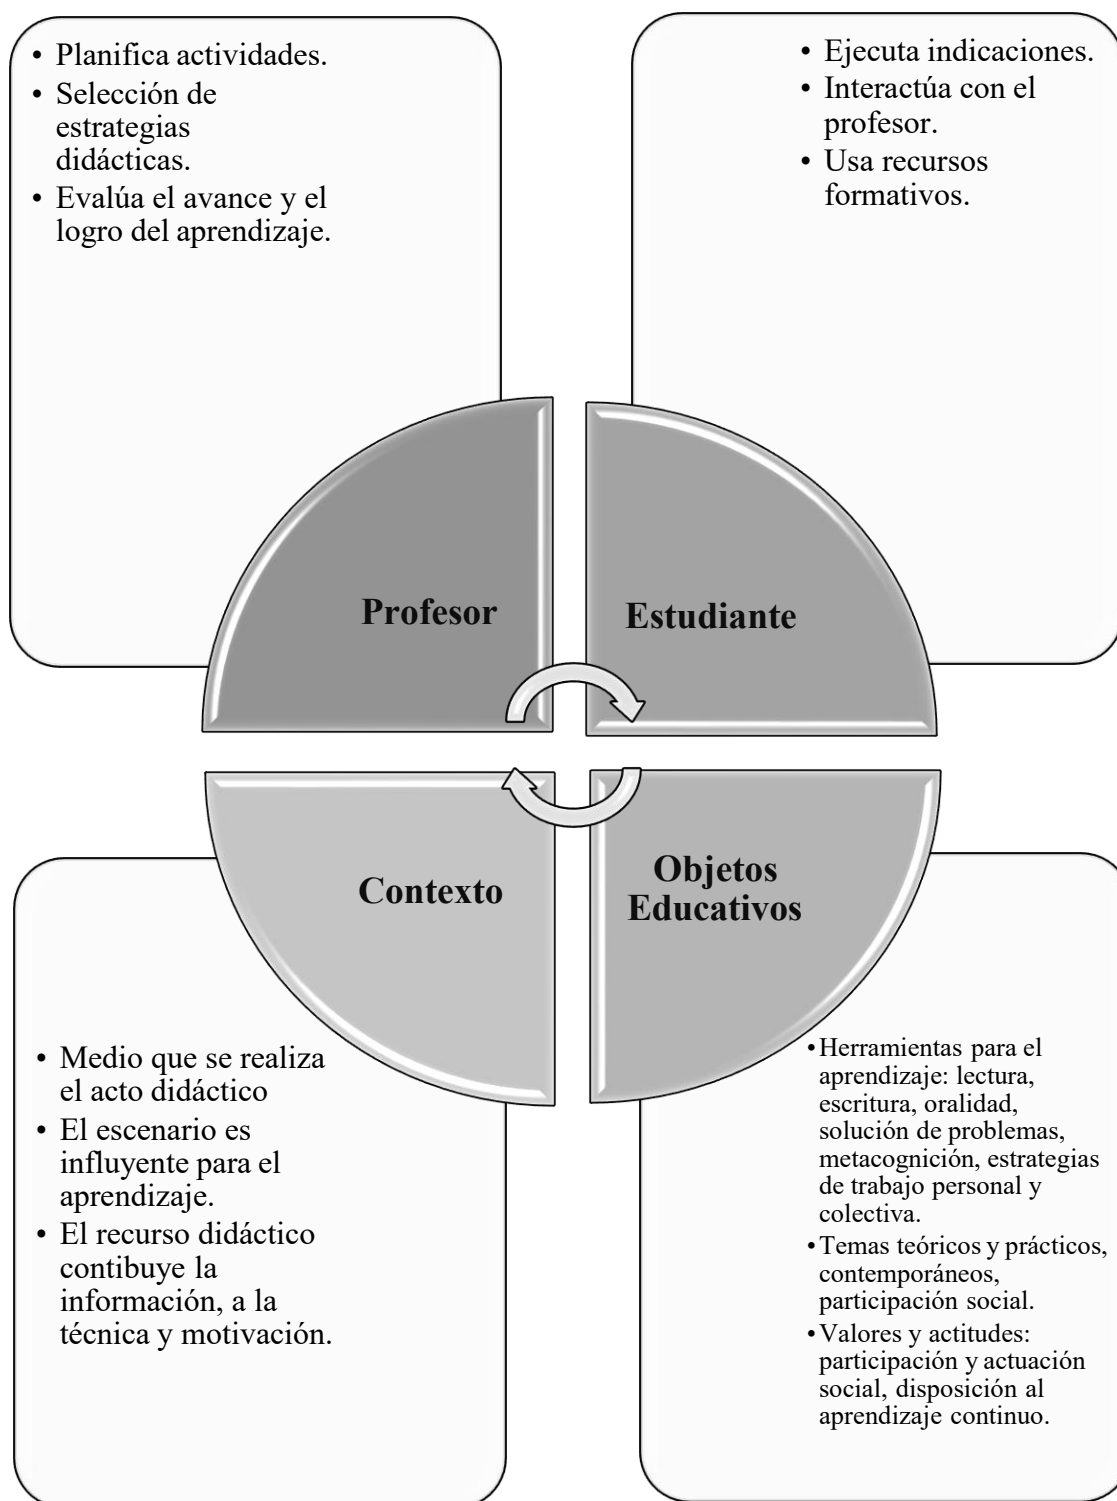 • Planifica actividades.
• Selección de
estrategias
didácticas.
• Evalúa el avance y el
logro del aprendizaje.
• Ejecuta indicaciones.
• Interactúa con el
profesor.
• Usa recursos
formativos.
Profesor
Estudiante
Contexto
Objetos
Educativos
• Medio que se realiza
el acto didáctico
• El escenario es
influyente para el
aprendizaje.
• El recurso didáctico
contibuye la
información, a la
técnica y motivación.
• Herramientas para el
aprendizaje: lectura,
escritura, oralidad,
solución de problemas,
metacognición, estrategias
de trabajo personal y
colectiva.
• Temas teóricos y prácticos,
contemporáneos,
participación social.
• Valores y actitudes:
participación y actuación
social, disposición al
aprendizaje continuo.